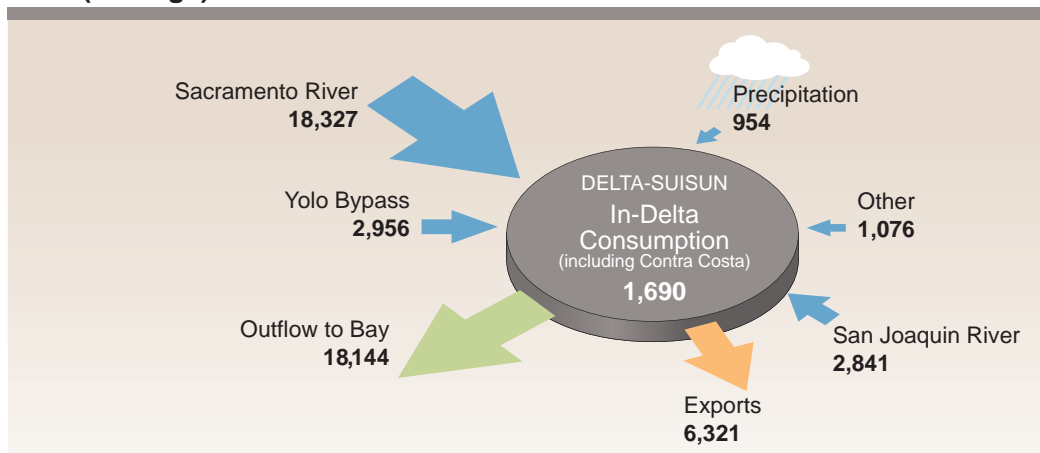 Sacramento River
18,327
Precipitation
954
Yolo Bypass
2,956
DELTA-SUISUN
In-Delta
Consumption
(including Contra Costa)
1,690
Other
1,076
Outflow to Bay
18,144
San Joaquin River
2,841
Exports
6,321